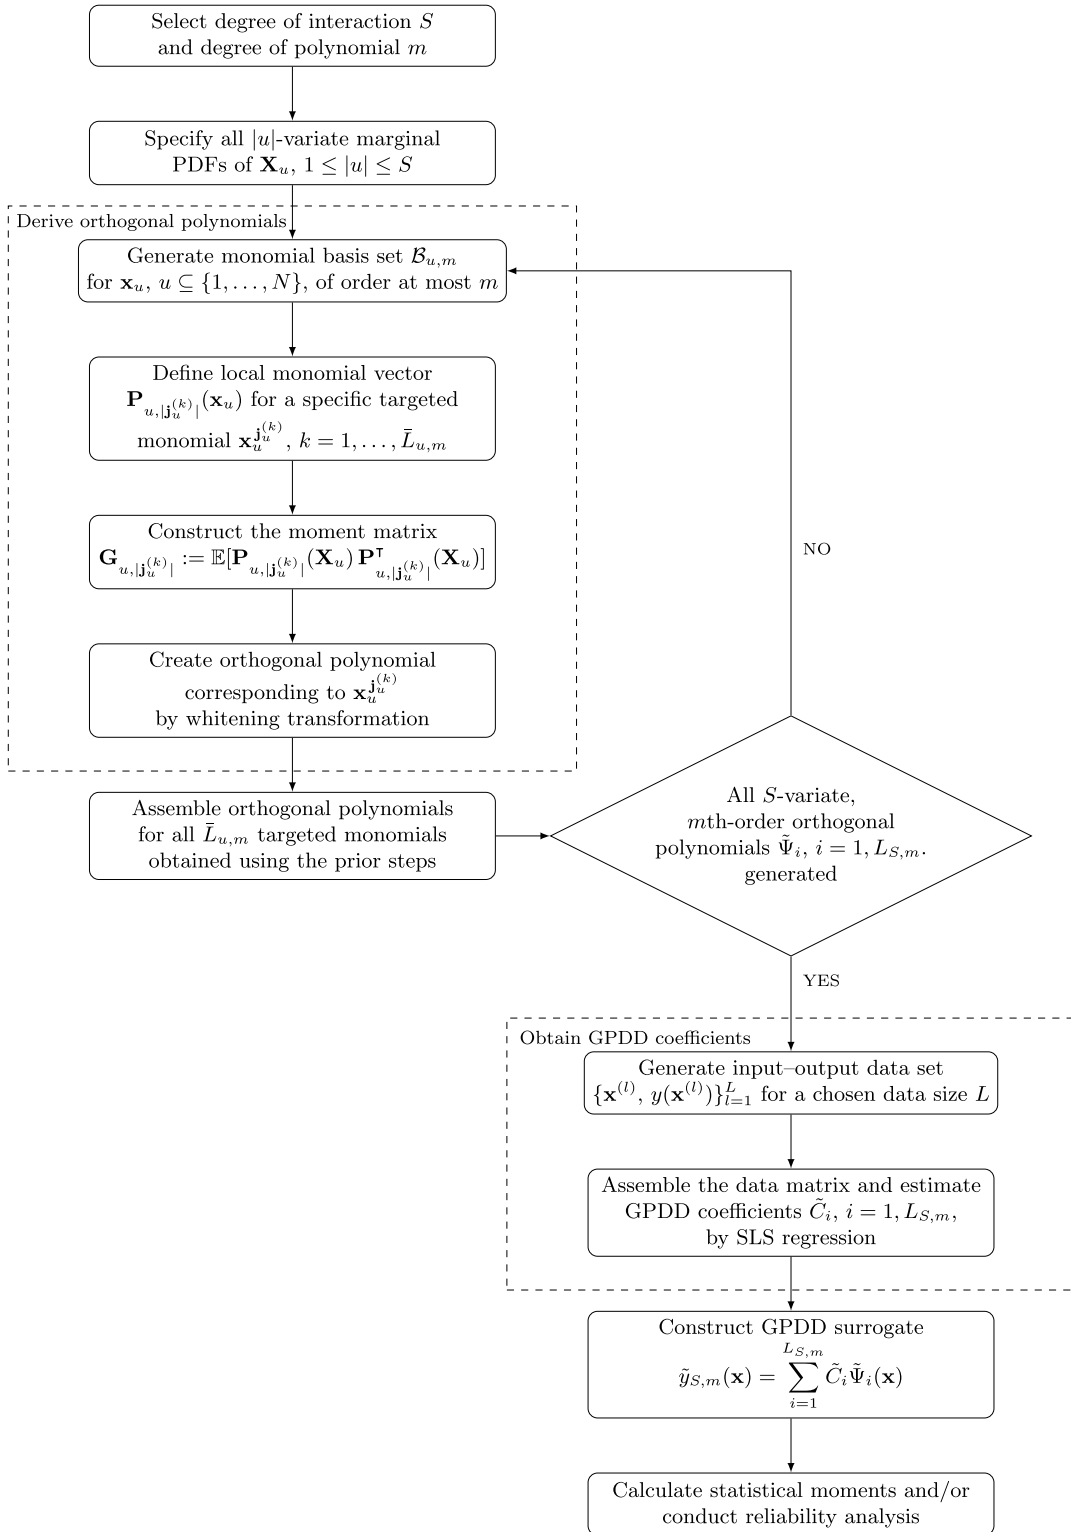 Select degree of interaction S
and degree of polynomial m
Specify all |u|-variate marginal
PDFs of X_u, 1 ≤ |u| ≤ S
Derive orthogonal polynomials
Generate monomial basis set ℬ_{u,m}
for x_u, u ⊆ {1, . . . , N}, of order at most m
Define local monomial vector
P_{u,|j_u^{(k)}|}(x_u) for a specific targeted
monomial x_u^{j_u^{(k)}}, k = 1, . . . , L̄_{u,m}
Construct the moment matrix
G_{u,|j_u^{(k)}|} := 𝔼[P_{u,|j_u^{(k)}|}(X_u) P^⊺_{u,|j_u^{(k)}|}(X_u)]
Create orthogonal polynomial
corresponding to x_u^{j_u^{(k)}}
by whitening transformation
Assemble orthogonal polynomials
for all L̄_{u,m} targeted monomials
obtained using the prior steps
All S-variate,
mth-order orthogonal
polynomials Ψ̃_i, i = 1, L_{S,m}.
generated
NO
YES
Obtain GPDD coefficients
Generate input–output data set
{x^{(l)}, y(x^{(l)})}_{l=1}^L for a chosen data size L
Assemble the data matrix and estimate
GPDD coefficients C̃_i, i = 1, L_{S,m},
by SLS regression
Construct GPDD surrogate
ỹ_{S,m}(x) = ∑_{i=1}^{L_{S,m}} C̃_i Ψ̃_i(x)
Calculate statistical moments and/or
conduct reliability analysis